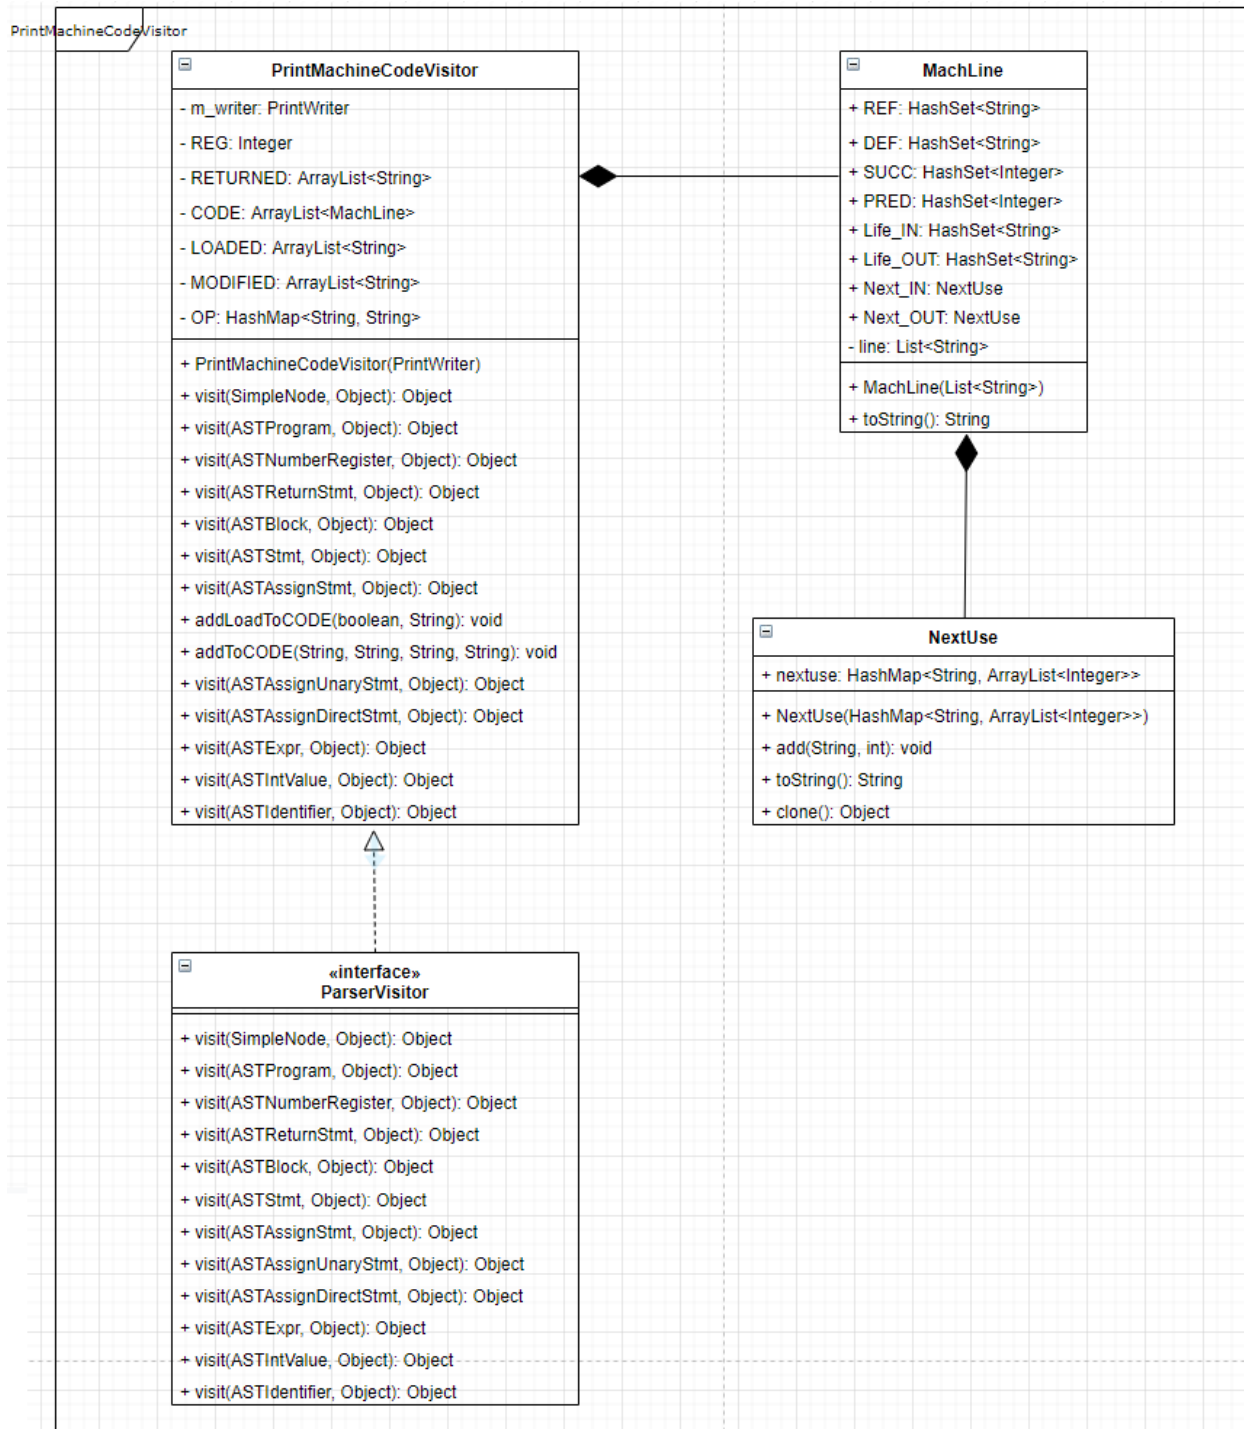 PrintMachineCodeVisitor
PrintMachineCodeVisitor
- m_writer: PrintWriter
- REG: Integer
- RETURNED: ArrayList<String>
- CODE: ArrayList<MachLine>
- LOADED: ArrayList<String>
- MODIFIED: ArrayList<String>
- OP: HashMap<String, String>
+ PrintMachineCodeVisitor(PrintWriter)
+ visit(SimpleNode, Object): Object
+ visit(ASTProgram, Object): Object
+ visit(ASTNumberRegister, Object): Object
+ visit(ASTReturnStmt, Object): Object
+ visit(ASTBlock, Object): Object
+ visit(ASTStmt, Object): Object
+ visit(ASTAssignStmt, Object): Object
+ addLoadToCODE(boolean, String): void
+ addToCODE(String, String, String, String): void
+ visit(ASTAssignUnaryStmt, Object): Object
+ visit(ASTAssignDirectStmt, Object): Object
+ visit(ASTExpr, Object): Object
+ visit(ASTIntValue, Object): Object
+ visit(ASTIdentifier, Object): Object
MachLine
+ REF: HashSet<String>
+ DEF: HashSet<String>
+ SUCC: HashSet<Integer>
+ PRED: HashSet<Integer>
+ Life_IN: HashSet<String>
+ Life_OUT: HashSet<String>
+ Next_IN: NextUse
+ Next_OUT: NextUse
- line: List<String>
+ MachLine(List<String>)
+ toString(): String
NextUse
+ nextuse: HashMap<String, ArrayList<Integer>>
+ NextUse(HashMap<String, ArrayList<Integer>>)
+ add(String, int): void
+ toString(): String
+ clone(): Object
«interface»
ParserVisitor
+ visit(SimpleNode, Object): Object
+ visit(ASTProgram, Object): Object
+ visit(ASTNumberRegister, Object): Object
+ visit(ASTReturnStmt, Object): Object
+ visit(ASTBlock, Object): Object
+ visit(ASTStmt, Object): Object
+ visit(ASTAssignStmt, Object): Object
+ visit(ASTAssignUnaryStmt, Object): Object
+ visit(ASTAssignDirectStmt, Object): Object
+ visit(ASTExpr, Object): Object
+ visit(ASTIntValue, Object): Object
+ visit(ASTIdentifier, Object): Object